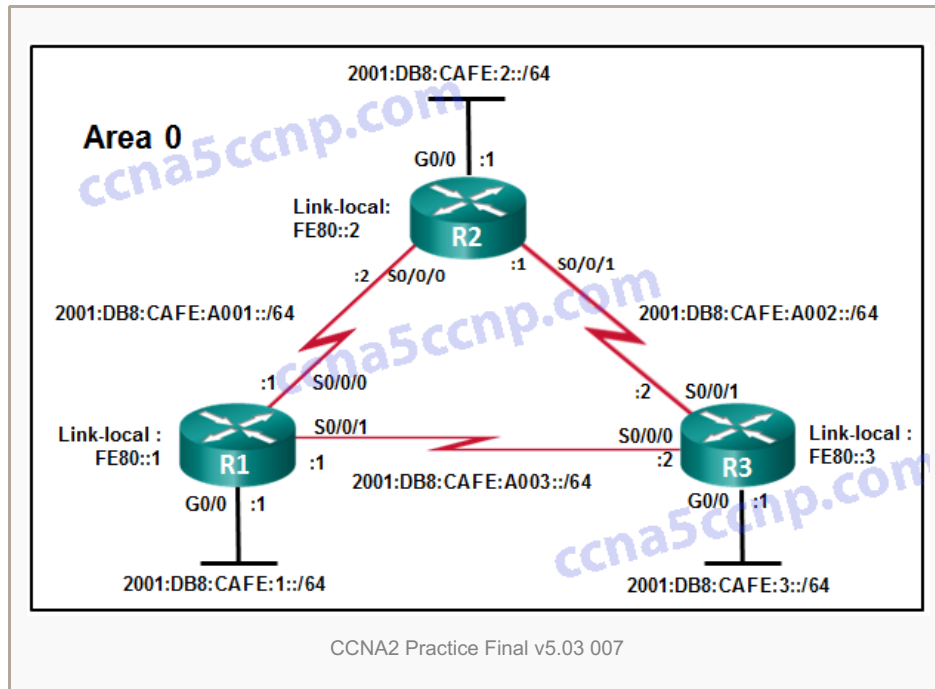 2001:DB8:CAFE:2::/64
Area 0
ccna5ccnp.com
G0/0 :1
Link-local:
FE80::2
R2
:2 S0/0/0
:1 S0/0/1
2001:DB8:CAFE:A001::/64
2001:DB8:CAFE:A002::/64
ccna5ccnp.com
:1 S0/0/0
:2 S0/0/1
Link-local :
FE80::1
R1
S0/0/1
:1
S0/0/0
:2
R3
Link-local :
FE80::3
2001:DB8:CAFE:A003::/64
G0/0 :1
G0/0 :1
ccna5ccnp.com
2001:DB8:CAFE:1::/64
2001:DB8:CAFE:3::/64
CCNA2 Practice Final v5.03 007